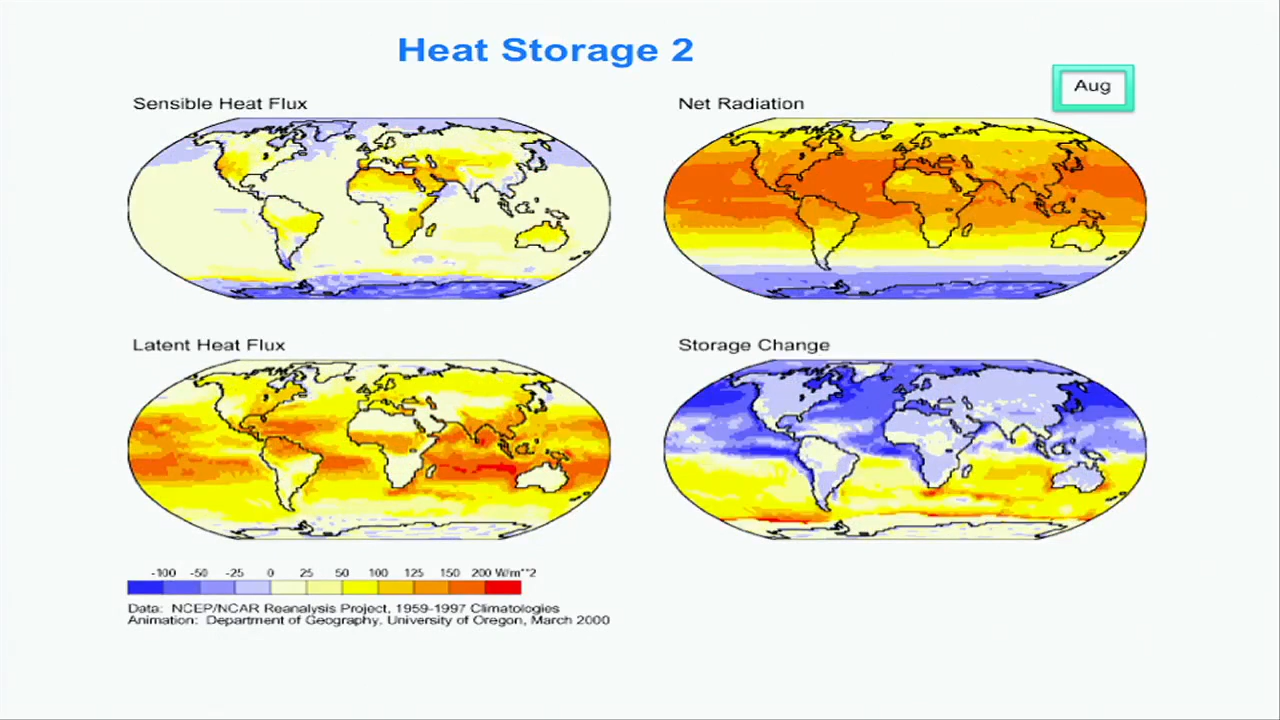 Heat Storage 2
Aug
Sensible Heat Flux
Net Radiation
Latent Heat Flux
Storage Change
-100 -50 -25 0 25 50 100 125 150 200 W/m**2
Data: NCEP/NCAR Reanalysis Project, 1959-1997 Climatologies
Animation: Department of Geography, University of Oregon, March 2000